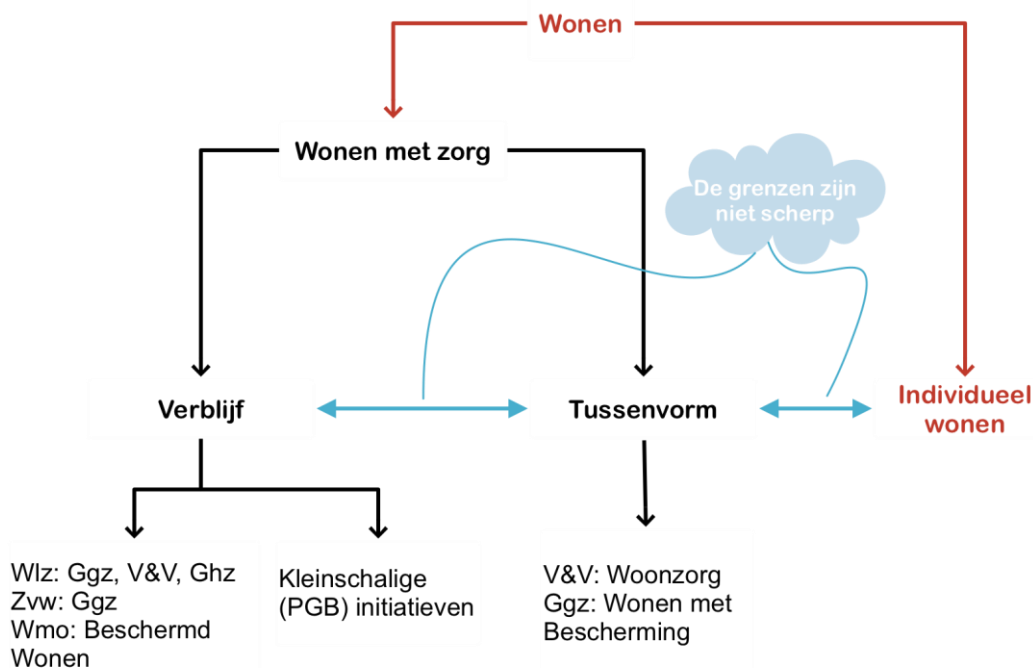 Wonen
Wonen met zorg
De grenzen zijn
niet scherp
Verblijf
Tussenvorm
Individueel
wonen
Wlz: Ggz, V&V, Ghz
Zvw: Ggz
Wmo: Beschermd
Wonen
Kleinschalige
(PGB) initiatieven
V&V: Woonzorg
Ggz: Wonen met
Bescherming